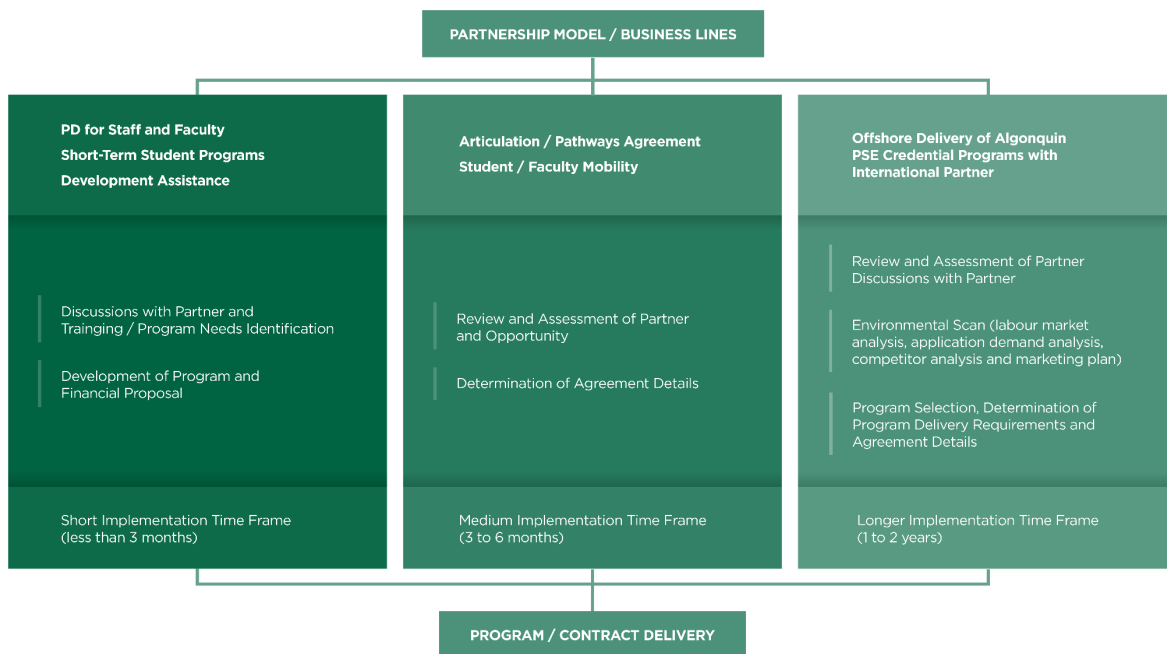 PARTNERSHIP MODEL / BUSINESS LINES
PD for Staff and Faculty
Short-Term Student Programs
Development Assistance
Discussions with Partner and
Trainging / Program Needs Identification
Development of Program and
Financial Proposal
Short Implementation Time Frame
(less than 3 months)
Articulation / Pathways Agreement
Student / Faculty Mobility
Review and Assessment of Partner
and Opportunity
Determination of Agreement Details
Medium Implementation Time Frame
(3 to 6 months)
Offshore Delivery of Algonquin
PSE Credential Programs with
International Partner
Review and Assessment of Partner
Discussions with Partner
Environmental Scan (labour market
analysis, application demand analysis,
competitor analysis and marketing plan)
Program Selection, Determination of
Program Delivery Requirements and
Agreement Details
Longer Implementation Time Frame
(1 to 2 years)
PROGRAM / CONTRACT DELIVERY